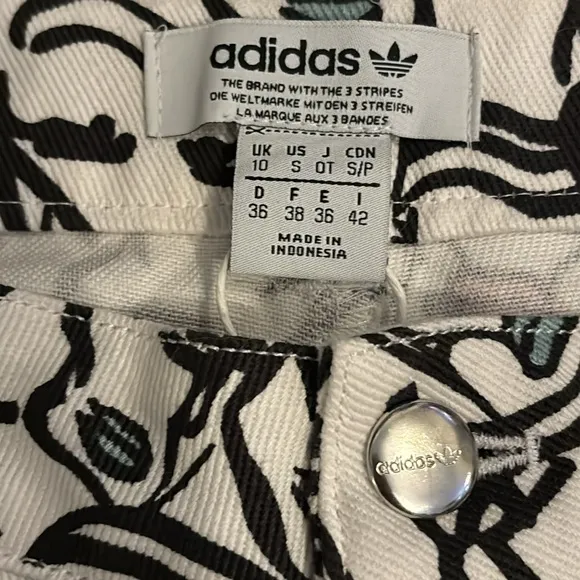 adidas
THE BRAND WITH THE 3 STRIPES
DIE WELTMARKE MIT DEN 3 STREIFEN
LA MARQUE AUX 3 BANDES
UK US J CDN
10 S OT S/P
D F E I
36 38 36 42
MADE IN
INDONESIA
adidas